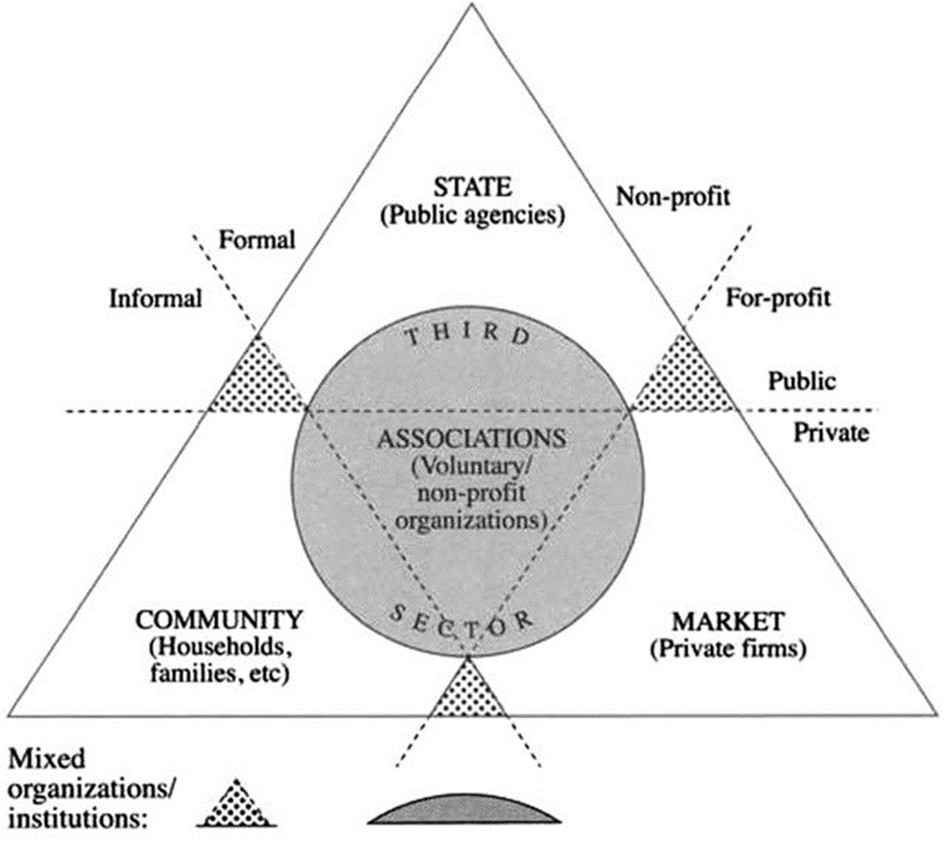 STATE
(Public agencies)
Non-profit
Formal
Informal
For-profit
THIRD
Public
Private
ASSOCIATIONS
(Voluntary/
non-profit
organizations)
SECTOR
COMMUNITY
(Households,
families, etc)
MARKET
(Private firms)
Mixed
organizations/
institutions: